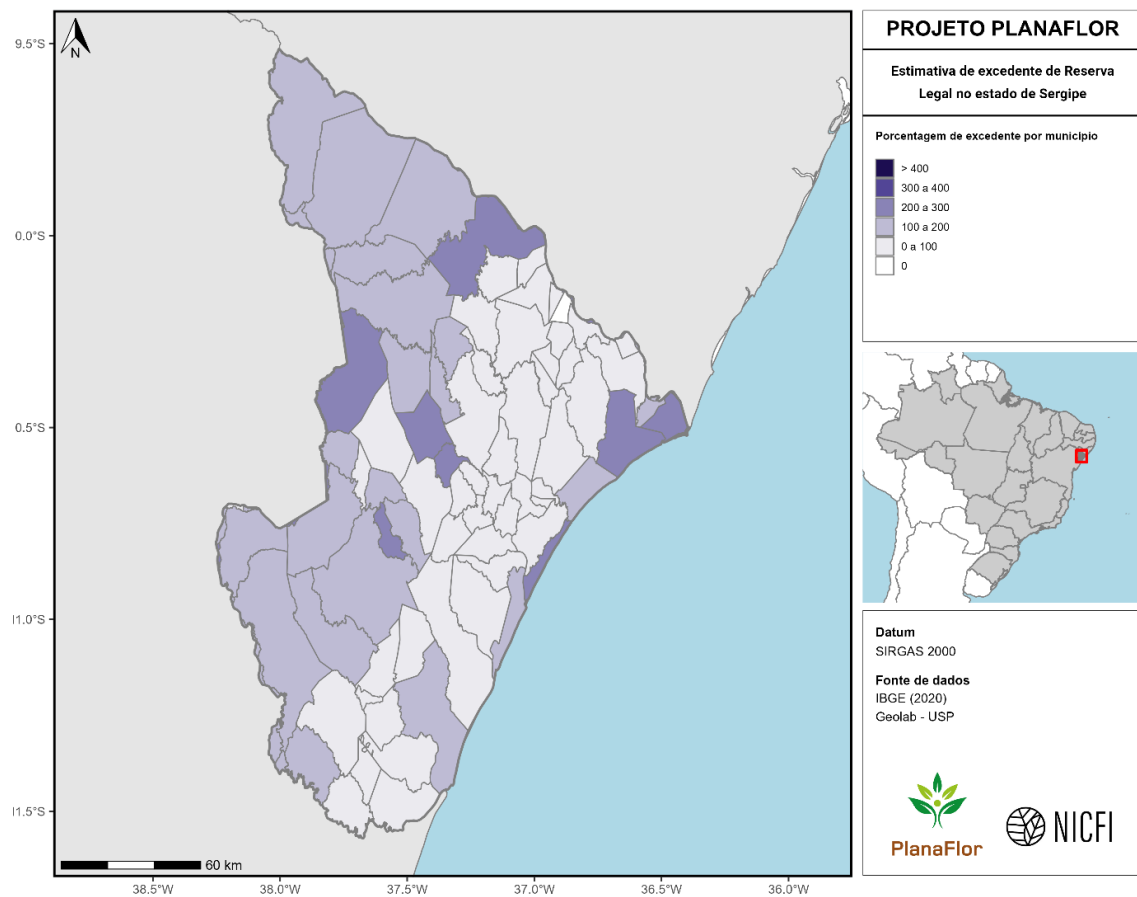 N
9.5°S
0.0°S
0.5°S
11.0°S
11.5°S
60 km
38.5°W
38.0°W
37.5°W
37.0°W
36.5°W
36.0°W
PROJETO PLANAFLOR
Estimativa de excedente de Reserva
Legal no estado de Sergipe
Porcentagem de excedente por município
> 400
300 a 400
200 a 300
100 a 200
0 a 100
0
Datum
SIRGAS 2000
Fonte de dados
IBGE (2020)
Geolab - USP
PlanaFlor
NICFI